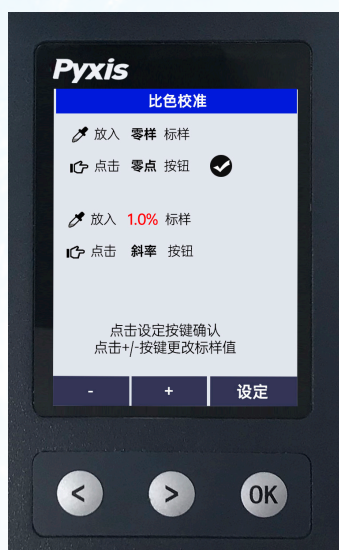 Pyxis
比色校准
放入 零样 标样
点击 零点 按钮
放入 1.0% 标样
点击 斜率 按钮
点击设定按键确认
点击+/-按键更改标样值
- + 设定
< > OK